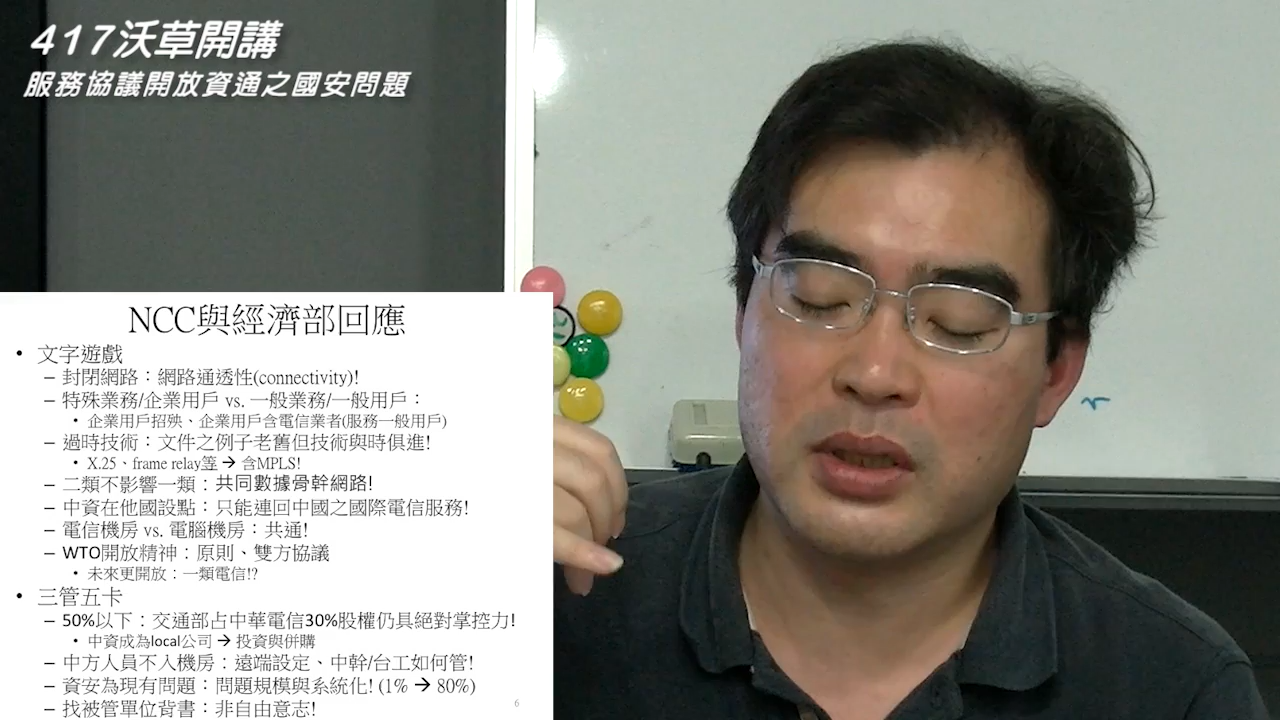 417沃草開講
服務協議開放資通之國安問題
NCC與經濟部回應
• 文字遊戲
– 封閉網路：網路通透性(connectivity)!
– 特殊業務/企業用戶 vs. 一般業務/一般用戶：
• 企業用戶招殃、企業用戶含電信業者(服務一般用戶)
– 過時技術：文件之例子老舊但技術與時俱進!
• X.25、frame relay等 → 含MPLS!
– 二類不影響一類：共同數據骨幹網路!
– 中資在他國設點：只能連回中國之國際電信服務!
– 電信機房 vs. 電腦機房：共通!
– WTO開放精神：原則、雙方協議
• 未來更開放：一類電信!?
• 三管五卡
– 50%以下：交通部占中華電信30%股權仍具絕對掌控力!
• 中資成為local公司 → 投資與併購
– 中方人員不入機房：遠端設定、中幹/台工如何管!
– 資安為現有問題：問題規模與系統化! (1% → 80%)
– 找被管單位背書：非自由意志!
6